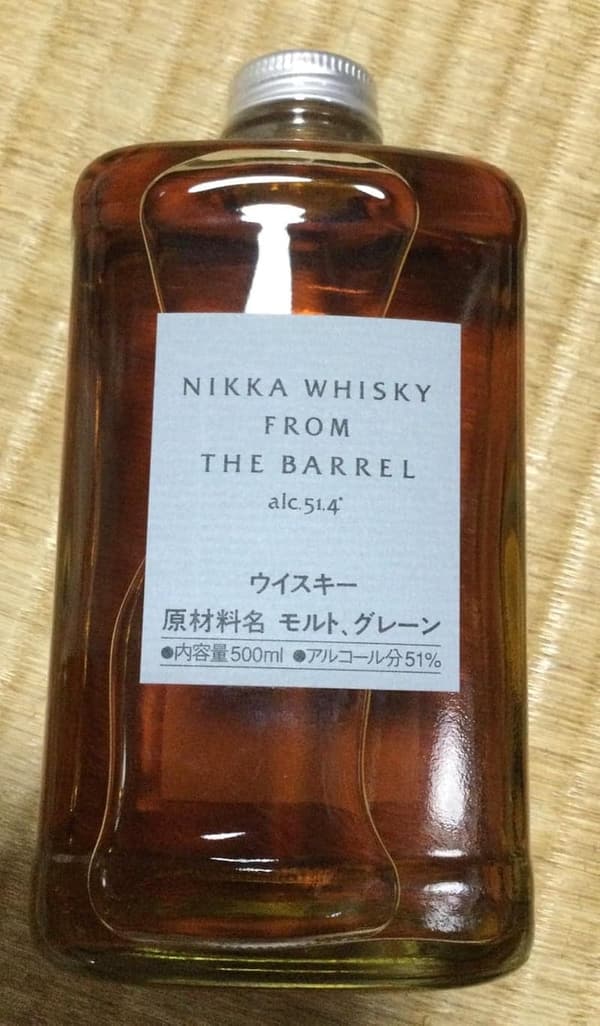 NIKKA WHISKY
FROM
THE BARREL
alc.51.4°
ウイスキー
原材料名 モルト、グレーン
●内容量500ml ●アルコール分51%